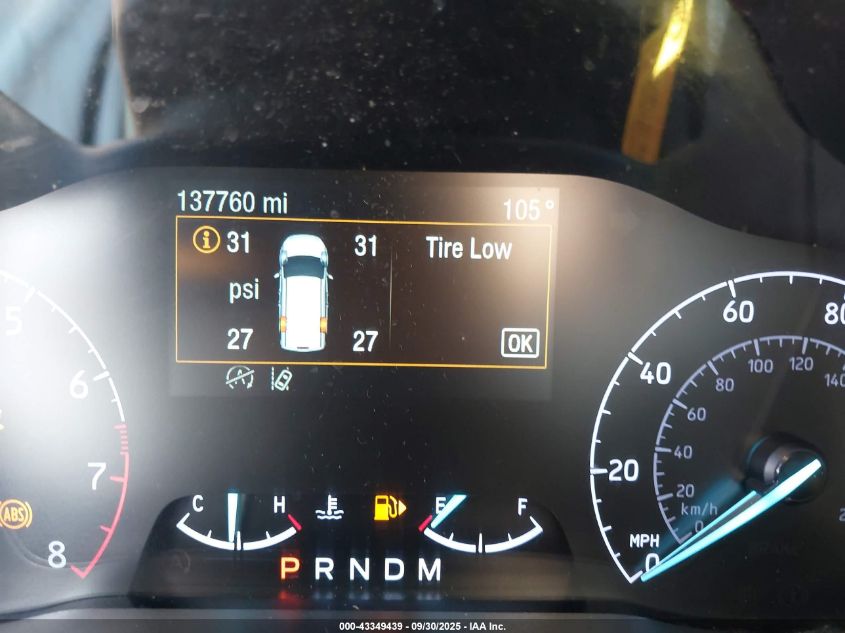 137760 mi 105°
31 31 Tire Low
psi
27 27 OK
5
6
7
8
ABS
C H E F
P R N D M
60
80
40
20
MPH
0
100 120
80 140
60
40
20
km/h
0
000-43349439 - 09/30/2025 - IAA Inc.